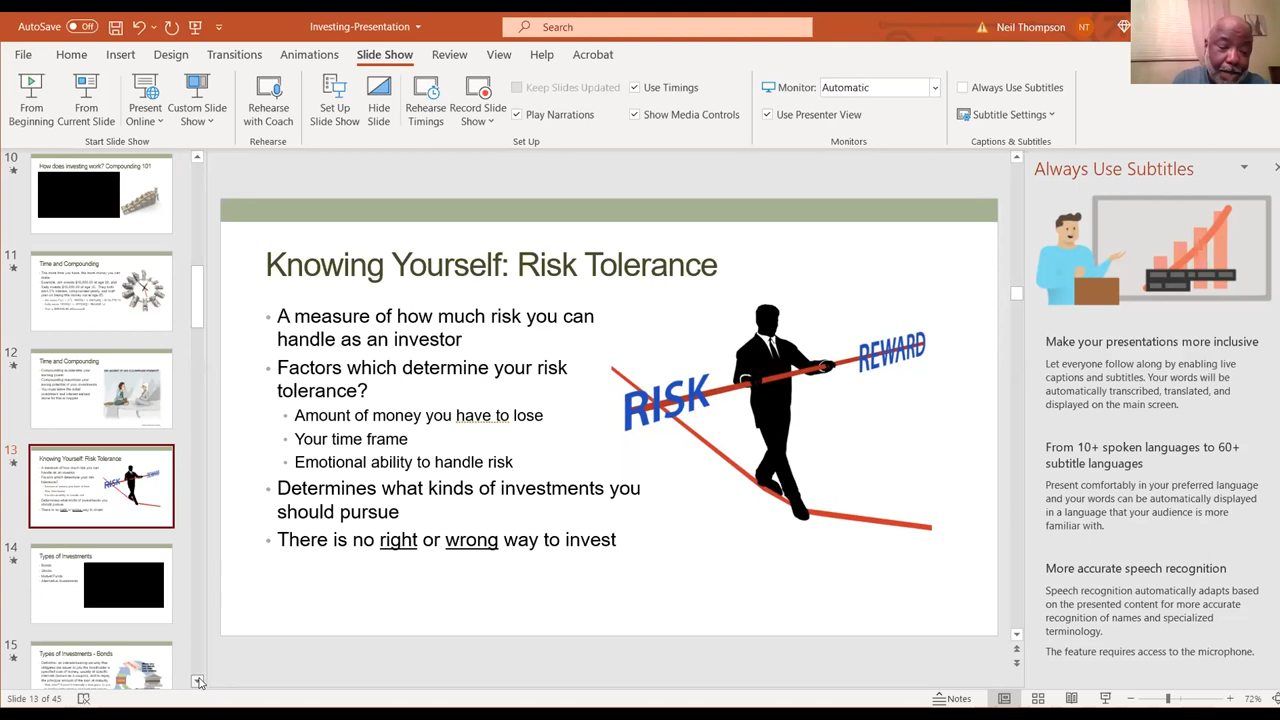 AutoSave
Off
Investing-Presentation
Search
Neil Thompson
NT
File
Home
Insert
Design
Transitions
Animations
Slide Show
Review
View
Help
Acrobat
From Beginning
From Current Slide
Present Online
Custom Slide Show
Rehearse with Coach
Set Up Slide Show
Hide Slide
Rehearse Timings
Record Slide Show
Keep Slides Updated
Use Timings
Play Narrations
Show Media Controls
Monitor:
Automatic
Use Presenter View
Always Use Subtitles
Subtitle Settings
Start Slide Show
Rehearse
Set Up
Monitors
Captions & Subtitles
10
How does investing work? Compounding 101
11
Time and Compounding
12
Time and Compounding
13
Knowing Yourself: Risk Tolerance
14
Types of Investments
15
Types of Investments - Bonds
Knowing Yourself: Risk Tolerance
A measure of how much risk you can
handle as an investor
Factors which determine your risk
tolerance?
Amount of money you have to lose
Your time frame
Emotional ability to handle risk
Determines what kinds of investments you
should pursue
There is no right or wrong way to invest
RISK
REWARD
Always Use Subtitles
Make your presentations more inclusive
Let everyone follow along by enabling live
captions and subtitles. Your words will be
automatically transcribed, translated, and
displayed on the main screen.
From 10+ spoken languages to 60+
subtitle languages
Present comfortably in your preferred language
and your words can be automatically displayed
in a language that your audience is more
familiar with.
More accurate speech recognition
Speech recognition automatically adapts based
on the presented content for more accurate
recognition of names and specialized
terminology.
The feature requires access to the microphone.
Slide 13 of 45
Notes
72%